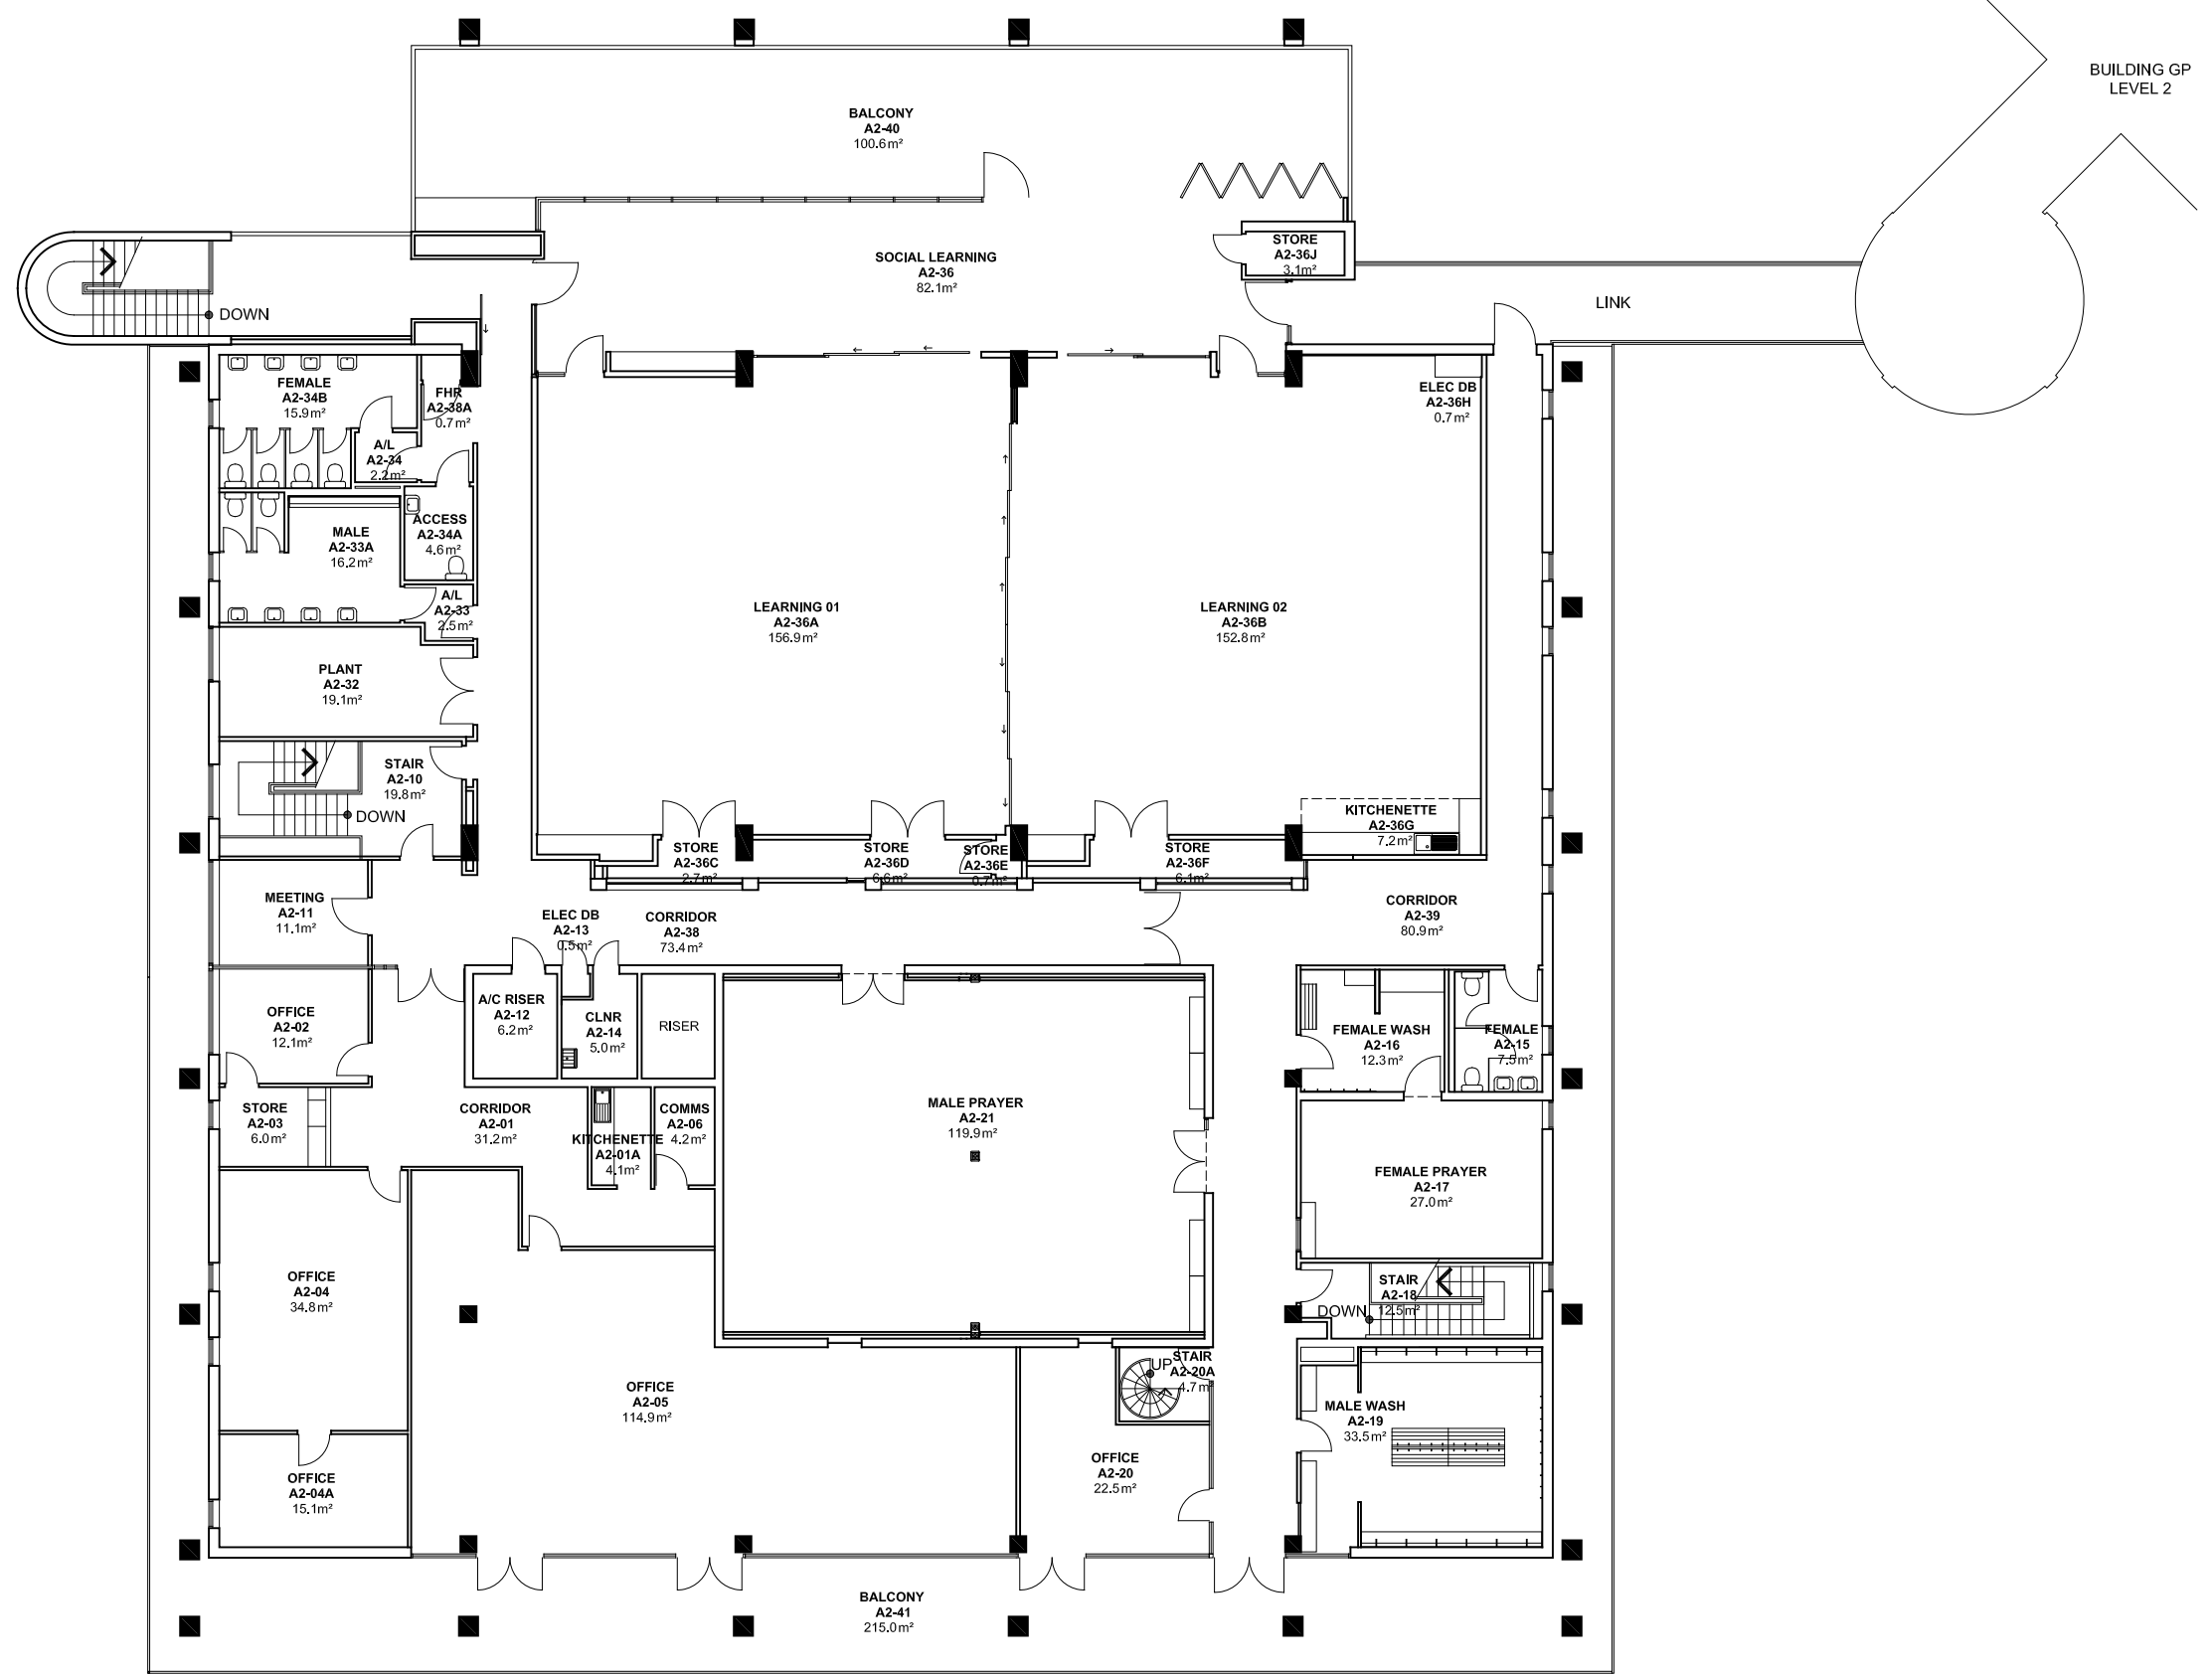 BUILDING GP
LEVEL 2
BALCONY
A2-40
100.6m²
SOCIAL LEARNING
A2-36
82.1m²
STORE
A2-36J
3.1m²
LINK
DOWN
FEMALE
A2-34B
15.9m²
FHR
A2-38A
0.7m²
ELEC DB
A2-36H
0.7m²
A/L
A2-34
2.2m²
ACCESS
A2-34A
4.6m²
MALE
A2-33A
16.2m²
A/L
A2-33
2.5m²
LEARNING 01
A2-36A
156.9m²
LEARNING 02
A2-36B
152.8m²
PLANT
A2-32
19.1m²
STAIR
A2-10
19.8m²
DOWN
KITCHENETTE
A2-36G
7.2m²
STORE
A2-36C
2.7m²
STORE
A2-36D
6.6m²
STORE
A2-36E
0.7m²
STORE
A2-36F
6.1m²
MEETING
A2-11
11.1m²
ELEC DB
A2-13
0.5m²
CORRIDOR
A2-38
73.4m²
CORRIDOR
A2-39
80.9m²
OFFICE
A2-02
12.1m²
A/C RISER
A2-12
6.2m²
CLNR
A2-14
5.0m²
RISER
FEMALE WASH
A2-16
12.3m²
FEMALE
A2-15
7.5m²
STORE
A2-03
6.0m²
CORRIDOR
A2-01
31.2m²
KITCHENETTE
A2-01A
4.1m²
COMMS
A2-06
4.2m²
MALE PRAYER
A2-21
119.9m²
FEMALE PRAYER
A2-17
27.0m²
OFFICE
A2-04
34.8m²
STAIR
A2-18
12.5m²
DOWN
OFFICE
A2-05
114.9m²
UP
STAIR
A2-20A
4.7m²
MALE WASH
A2-19
33.5m²
OFFICE
A2-20
22.5m²
OFFICE
A2-04A
15.1m²
BALCONY
A2-41
215.0m²